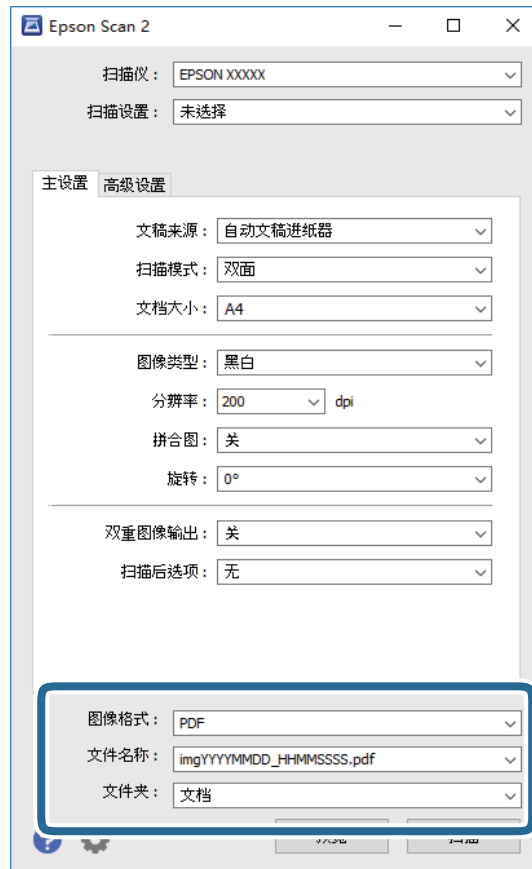 Epson Scan 2
扫描仪： EPSON XXXXX
扫描设置： 未选择
主设置 高级设置
文稿来源： 自动文稿进纸器
扫描模式： 双面
文档大小： A4
图像类型： 黑白
分辨率： 200 dpi
拼合图： 关
旋转： 0°
双重图像输出： 关
扫描后选项： 无
图像格式： PDF
文件名称： imgYYYYMMDD_HHMMSSSS.pdf
文件夹： 文档